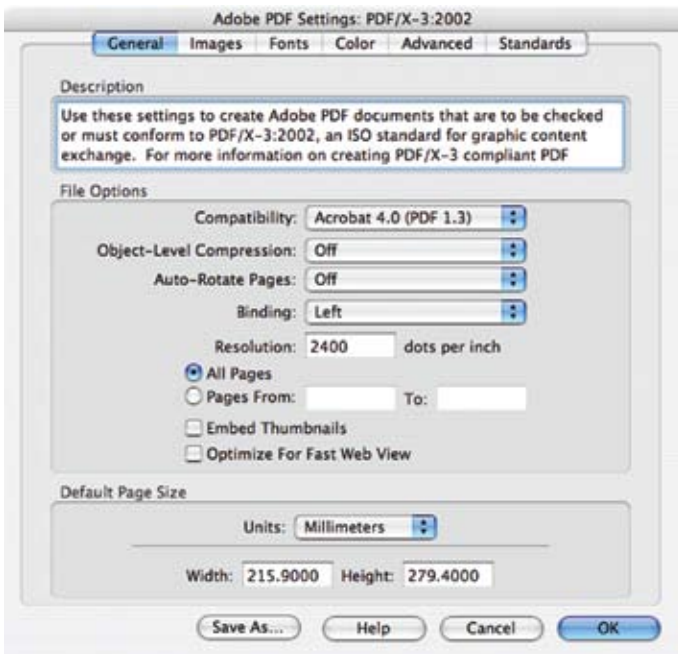 Adobe PDF Settings: PDF/X-3:2002
General Images Fonts Color Advanced Standards
Description
Use these settings to create Adobe PDF documents that are to be checked
or must conform to PDF/X-3:2002, an ISO standard for graphic content
exchange. For more information on creating PDF/X-3 compliant PDF
File Options
Compatibility: Acrobat 4.0 (PDF 1.3)
Object-Level Compression: Off
Auto-Rotate Pages: Off
Binding: Left
Resolution: 2400 dots per inch
All Pages
Pages From: To:
Embed Thumbnails
Optimize For Fast Web View
Default Page Size
Units: Millimeters
Width: 215.9000 Height: 279.4000
Save As... Help Cancel OK